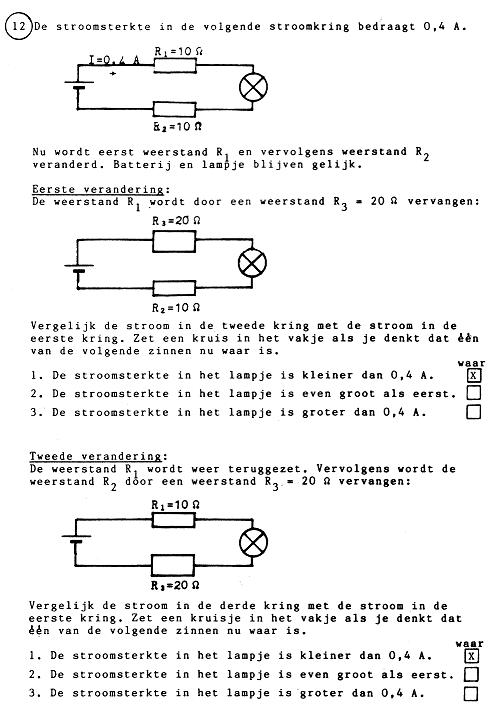 12) De stroomsterkte in de volgende stroomkring bedraagt 0,4 A.
R1=10 Ω
I=0,4 A
R2=10 Ω
Nu wordt eerst weerstand R1 en vervolgens weerstand R2
veranderd. Batterij en lampje blijven gelijk.
Eerste verandering:
De weerstand R1 wordt door een weerstand R3 = 20 Ω vervangen:
R3=20 Ω
R2=10 Ω
Vergelijk de stroom in de tweede kring met de stroom in de
eerste kring. Zet een kruis in het vakje als je denkt dat één
van de volgende zinnen nu waar is.
waar
1. De stroomsterkte in het lampje is kleiner dan 0,4 A. X
2. De stroomsterkte in het lampje is even groot als eerst.
3. De stroomsterkte in het lampje is groter dan 0,4 A.
Tweede verandering:
De weerstand R1 wordt weer teruggezet. Vervolgens wordt de
weerstand R2 door een weerstand R3 = 20 Ω vervangen:
R1=10 Ω
R3=20 Ω
Vergelijk de stroom in de derde kring met de stroom in de
eerste kring. Zet een kruisje in het vakje als je denkt dat
één van de volgende zinnen nu waar is.
waar
1. De stroomsterkte in het lampje is kleiner dan 0,4 A. X
2. De stroomsterkte in het lampje is even groot als eerst.
3. De stroomsterkte in het lampje is groter dan 0,4 A.